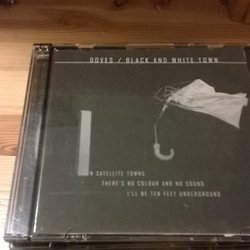 DOVES / BLACK AND WHITE TOWN
IN SATELLITE TOWNS
THERE'S NO COLOUR AND NO SOUND
I'LL BE TEN FEET UNDERGROUND